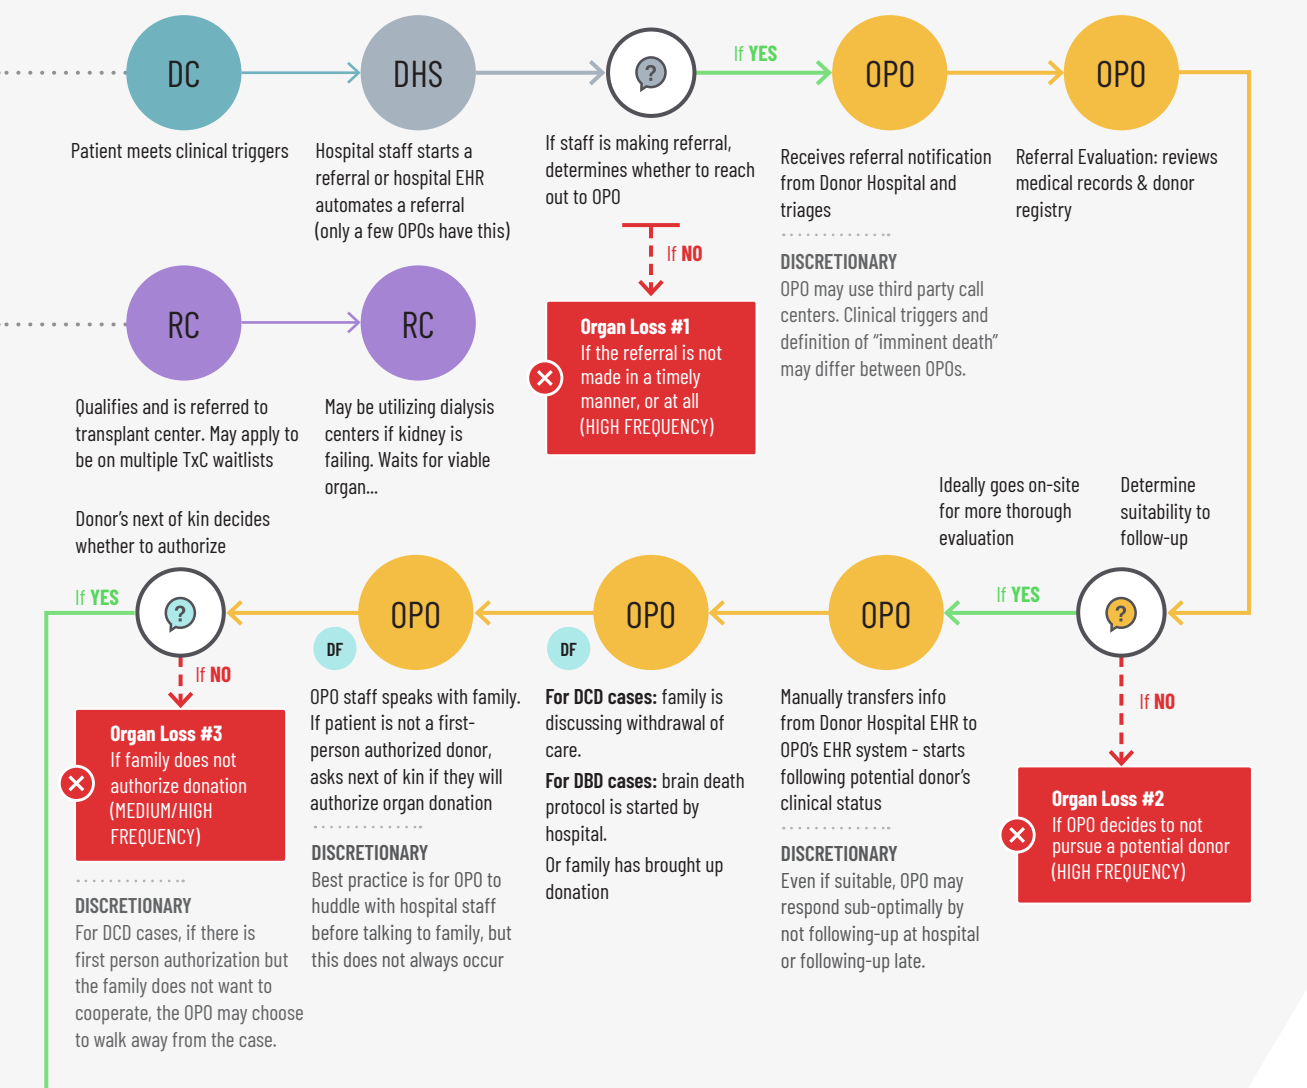 DC
Patient meets clinical triggers
DHS
Hospital staff starts a
referral or hospital EHR
automates a referral
(only a few OPOs have this)
?
If staff is making referral,
determines whether to reach
out to OPO
If YES
If NO
Organ Loss #1
If the referral is not
made in a timely
manner, or at all
(HIGH FREQUENCY)
OPO
Receives referral notification
from Donor Hospital and
triages
DISCRETIONARY
OPO may use third party call
centers. Clinical triggers and
definition of “imminent death”
may differ between OPOs.
OPO
Referral Evaluation: reviews
medical records & donor
registry
RC
Qualifies and is referred to
transplant center. May apply to
be on multiple TxC waitlists
RC
May be utilizing dialysis
centers if kidney is
failing. Waits for viable
organ...
Determine
suitability to
follow-up
?
If NO
Organ Loss #2
If OPO decides to not
pursue a potential donor
(HIGH FREQUENCY)
If YES
Ideally goes on-site
for more thorough
evaluation
OPO
Manually transfers info
from Donor Hospital EHR to
OPO’s EHR system - starts
following potential donor’s
clinical status
DISCRETIONARY
Even if suitable, OPO may
respond sub-optimally by
not following-up at hospital
or following-up late.
OPO
DF
For DCD cases: family is
discussing withdrawal of
care.
For DBD cases: brain death
protocol is started by
hospital.
Or family has brought up
donation
OPO
DF
OPO staff speaks with family.
If patient is not a first-
person authorized donor,
asks next of kin if they will
authorize organ donation
DISCRETIONARY
Best practice is for OPO to
huddle with hospital staff
before talking to family, but
this does not always occur
Donor’s next of kin decides
whether to authorize
?
If YES
If NO
Organ Loss #3
If family does not
authorize donation
(MEDIUM/HIGH
FREQUENCY)
DISCRETIONARY
For DCD cases, if there is
first person authorization but
the family does not want to
cooperate, the OPO may choose
to walk away from the case.